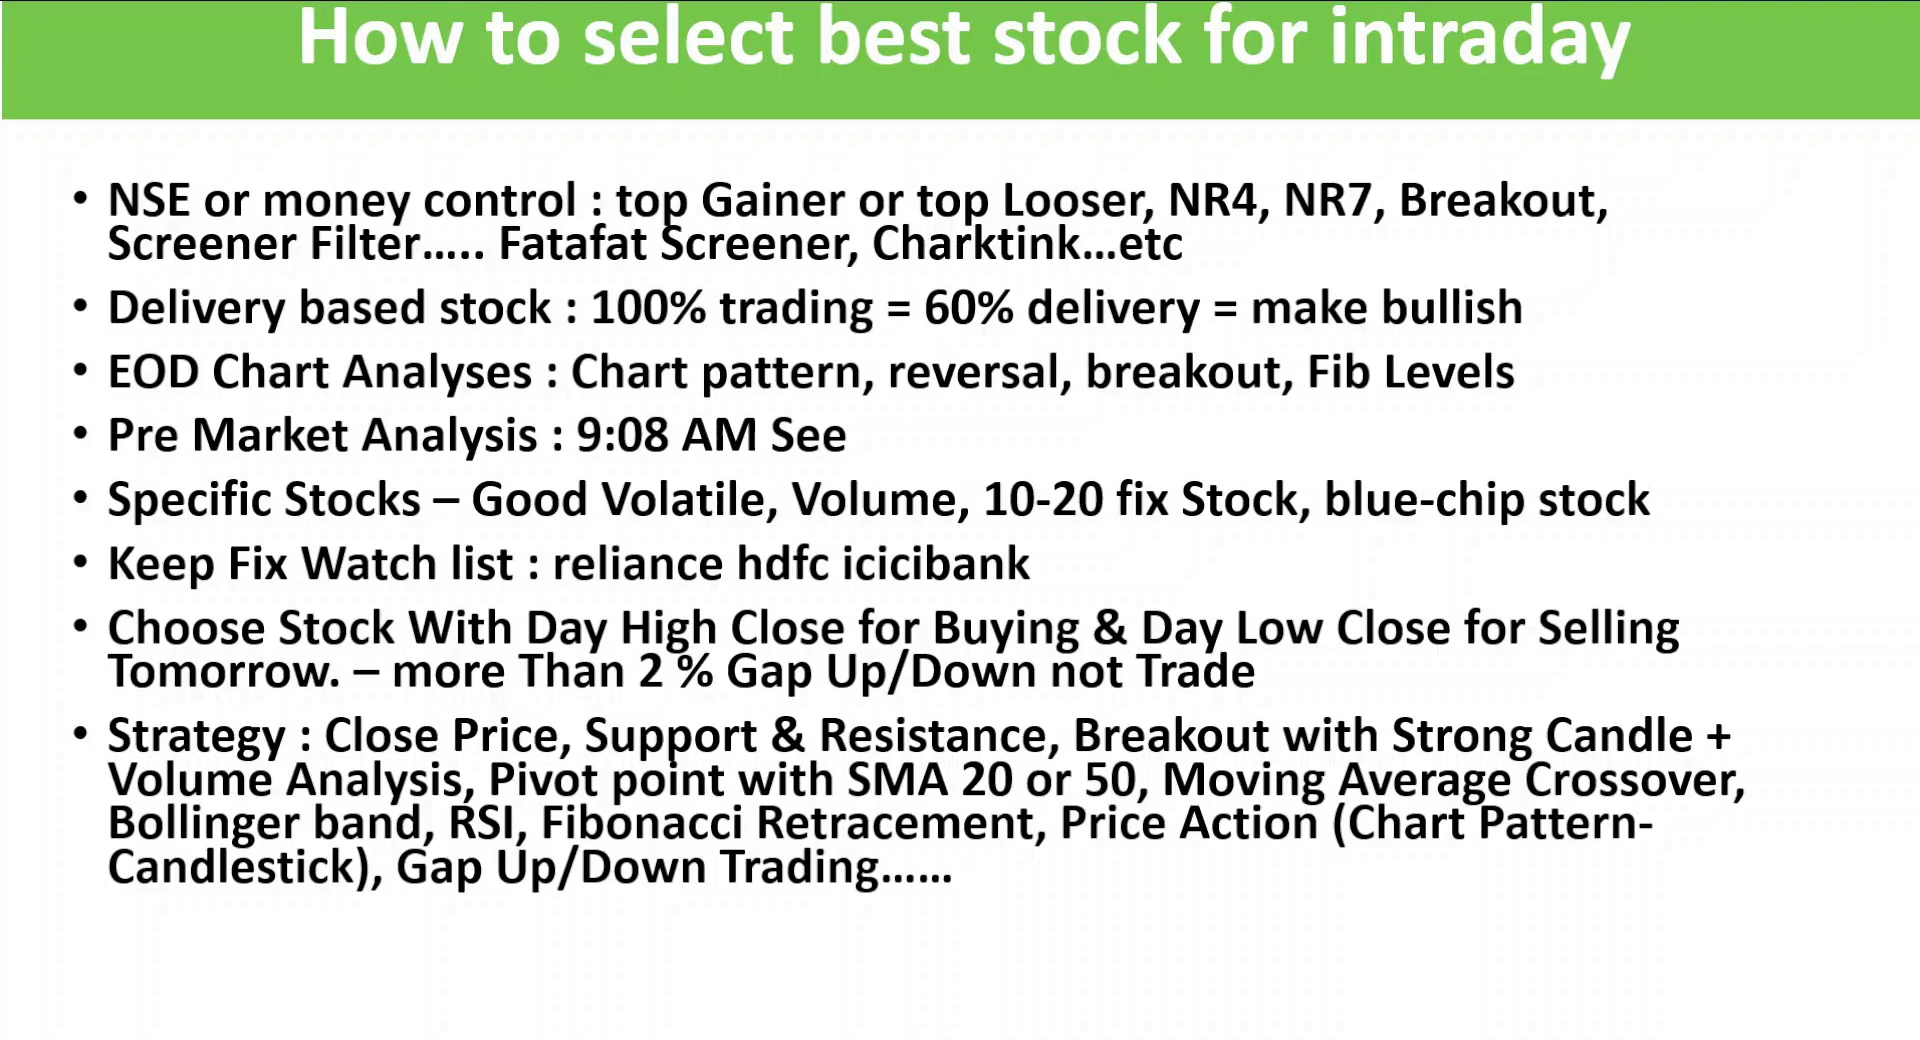 How to select best stock for intraday
• NSE or money control : top Gainer or top Looser, NR4, NR7, Breakout,
Screener Filter..... Fatafat Screener, Charktink...etc
• Delivery based stock : 100% trading = 60% delivery = make bullish
• EOD Chart Analyses : Chart pattern, reversal, breakout, Fib Levels
• Pre Market Analysis : 9:08 AM See
• Specific Stocks – Good Volatile, Volume, 10-20 fix Stock, blue-chip stock
• Keep Fix Watch list : reliance hdfc icicibank
• Choose Stock With Day High Close for Buying & Day Low Close for Selling
Tomorrow. – more Than 2 % Gap Up/Down not Trade
• Strategy : Close Price, Support & Resistance, Breakout with Strong Candle +
Volume Analysis, Pivot point with SMA 20 or 50, Moving Average Crossover,
Bollinger band, RSI, Fibonacci Retracement, Price Action (Chart Pattern-
Candlestick), Gap Up/Down Trading......